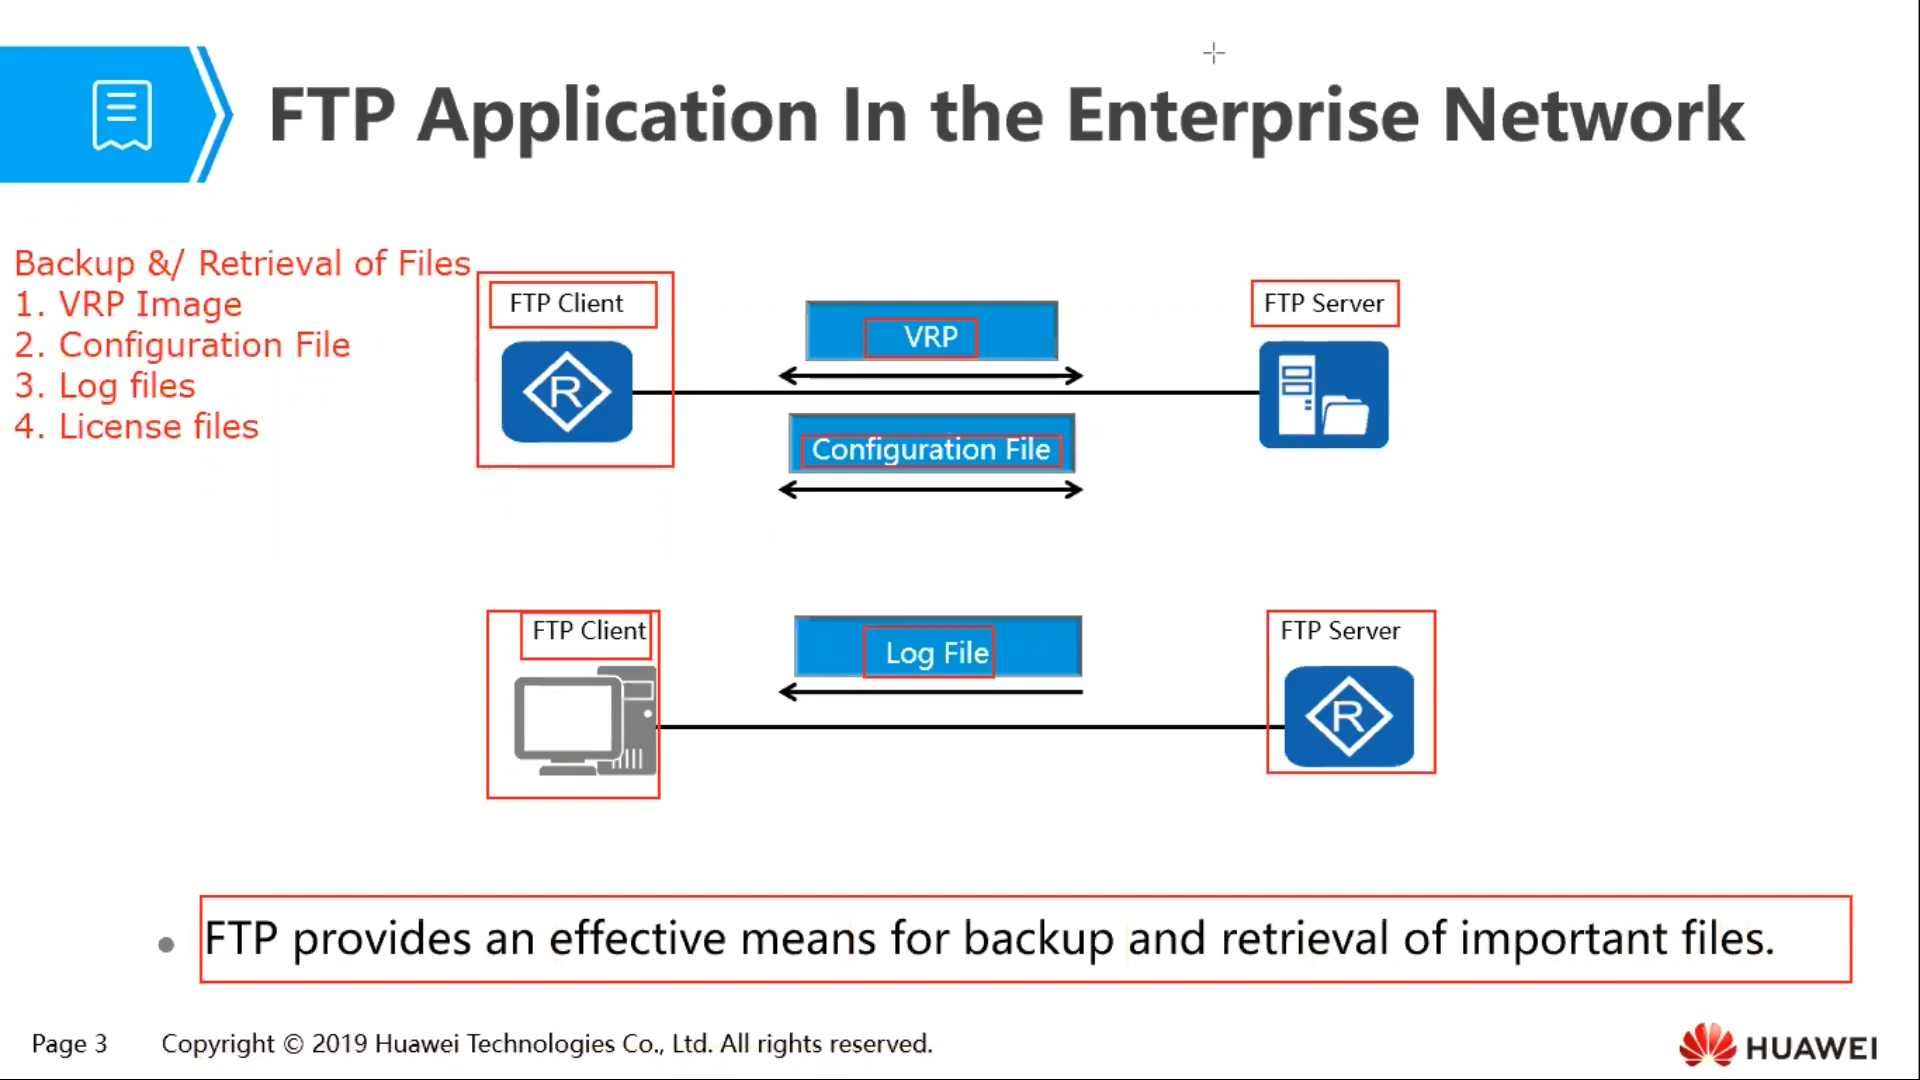 FTP Application In the Enterprise Network
Backup &/ Retrieval of Files
1. VRP Image
2. Configuration File
3. Log files
4. License files
FTP Client
VRP
FTP Server
R
Configuration File
FTP Client
Log File
FTP Server
R
FTP provides an effective means for backup and retrieval of important files.
Page 3
Copyright © 2019 Huawei Technologies Co., Ltd. All rights reserved.
HUAWEI